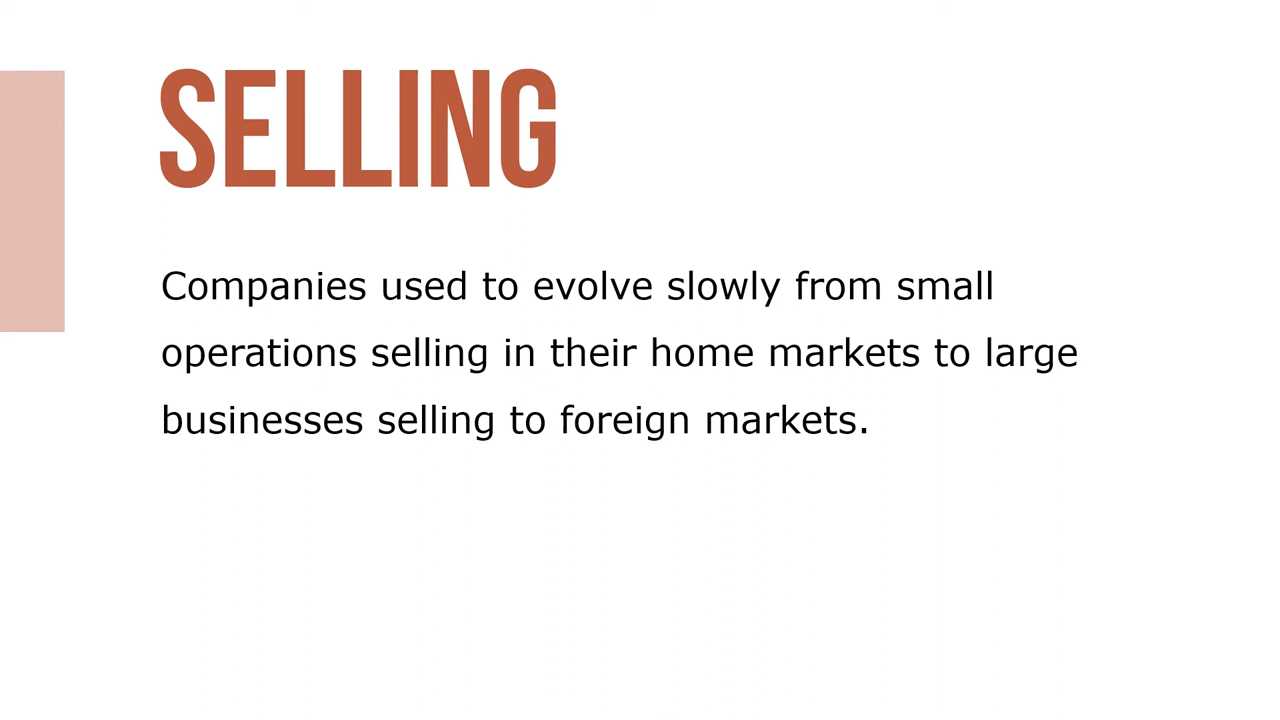 SELLING
Companies used to evolve slowly from small
operations selling in their home markets to large
businesses selling to foreign markets.